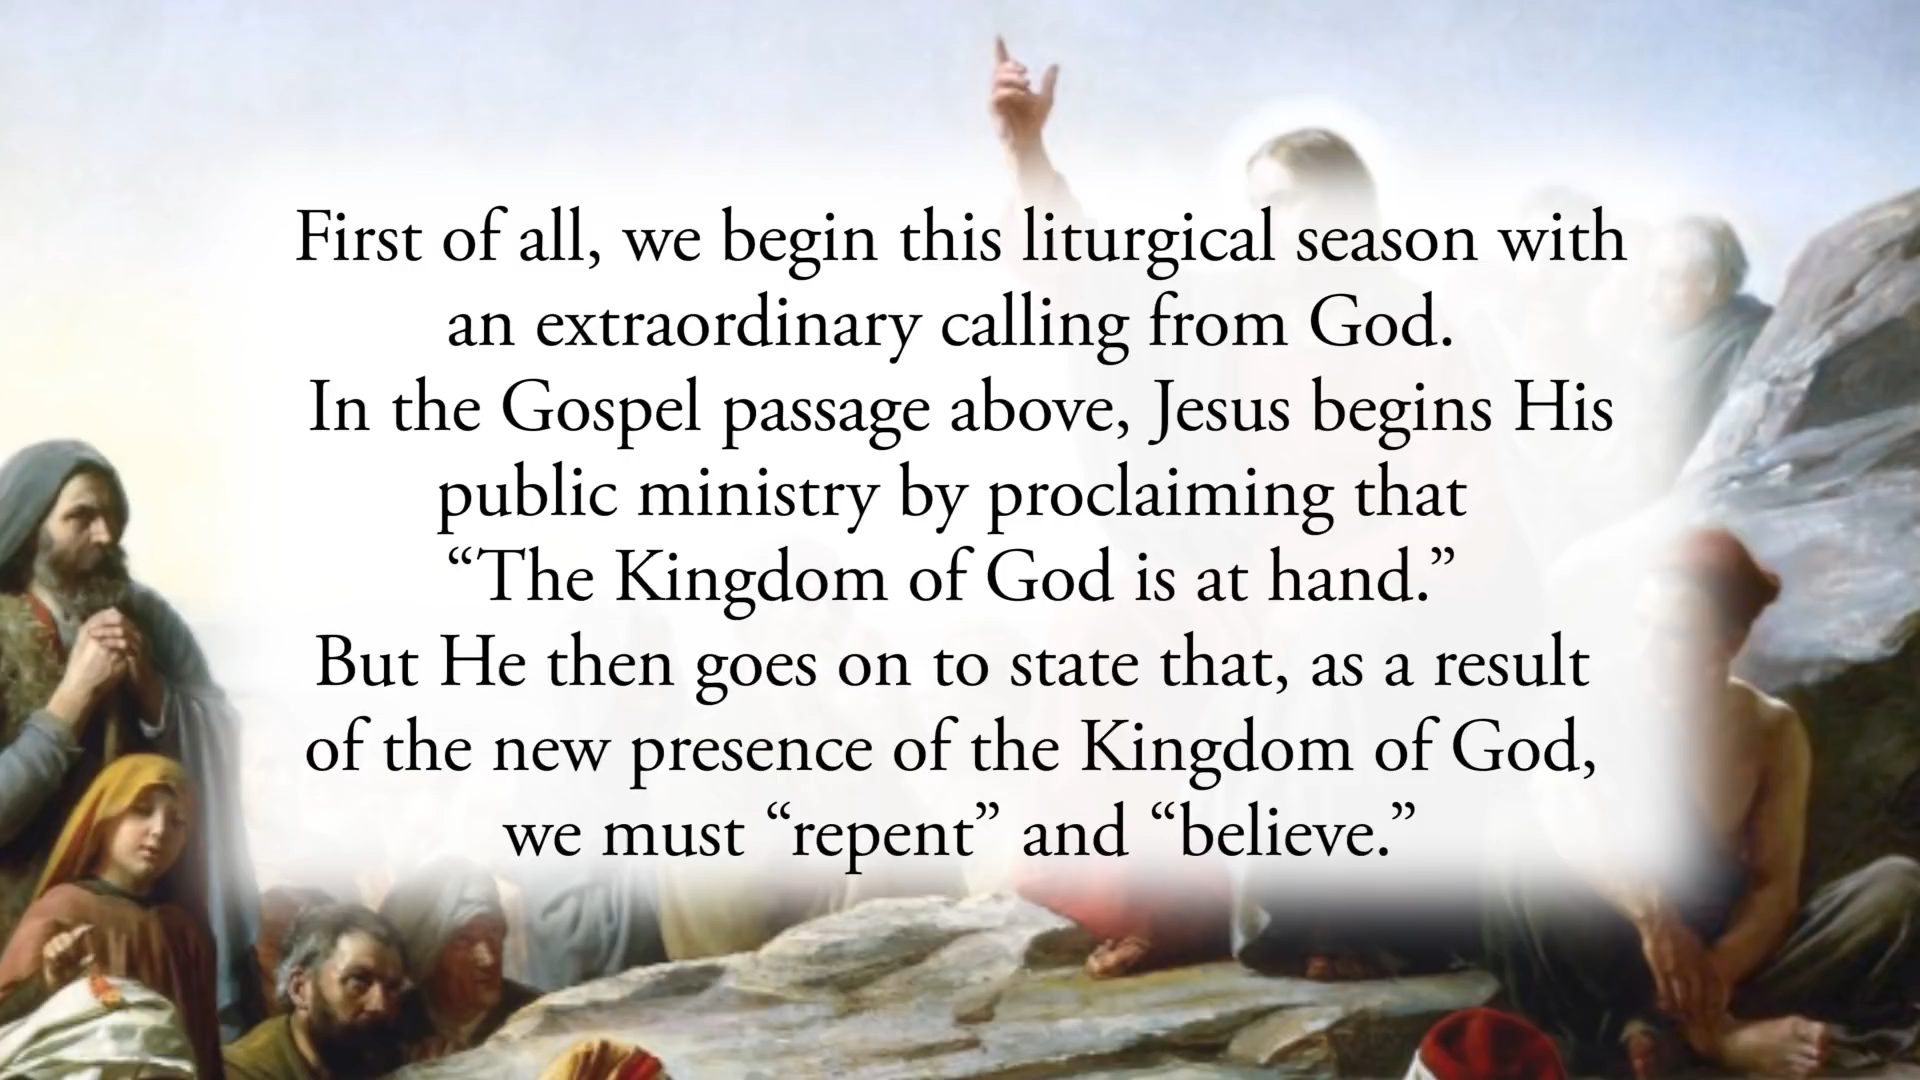 First of all, we begin this liturgical season with
an extraordinary calling from God.
In the Gospel passage above, Jesus begins His
public ministry by proclaiming that
“The Kingdom of God is at hand.”
But He then goes on to state that, as a result
of the new presence of the Kingdom of God,
we must “repent” and “believe.”